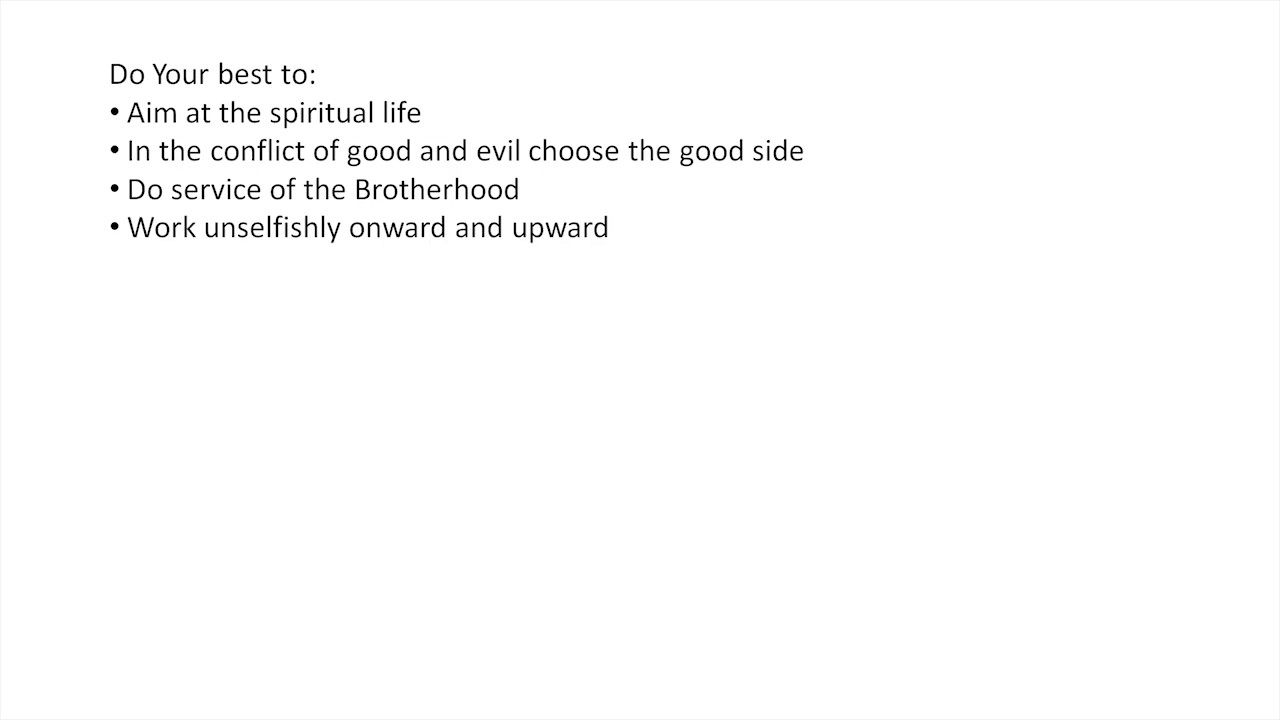 Do Your best to:
• Aim at the spiritual life
• In the conflict of good and evil choose the good side
• Do service of the Brotherhood
• Work unselfishly onward and upward